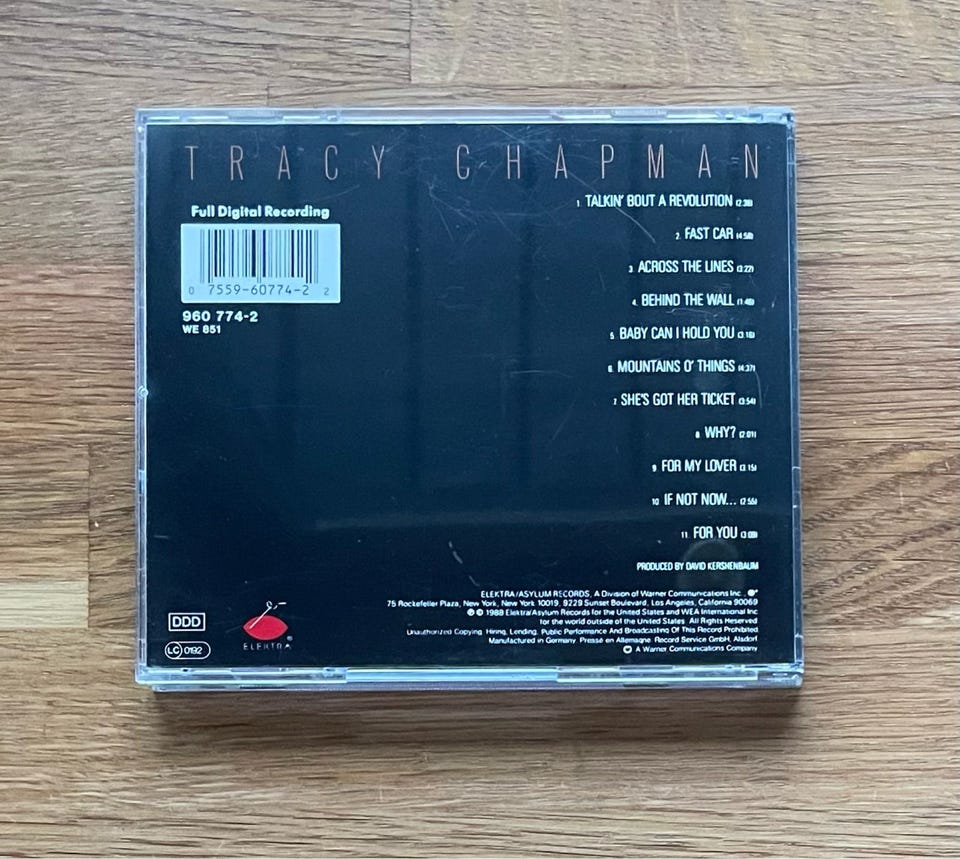 TRACY CHAPMAN
Full Digital Recording
0 7559-60774-2 2
960 774-2
WE 851
1. TALKIN' BOUT A REVOLUTION (2:38)
2. FAST CAR (4:58)
3. ACROSS THE LINES (3:22)
4. BEHIND THE WALL (1:46)
5. BABY CAN I HOLD YOU (3:16)
6. MOUNTAINS O' THINGS (4:37)
7. SHE'S GOT HER TICKET (3:54)
8. WHY? (2:01)
9. FOR MY LOVER (3:15)
10. IF NOT NOW... (2:55)
11. FOR YOU (3:09)
PRODUCED BY DAVID KERSHENBAUM
ELEKTRA/ASYLUM RECORDS, A Division of Warner Communications Inc.
75 Rockefeller Plaza, New York, New York 10019, 9229 Sunset Boulevard, Los Angeles, California 90069
℗ © 1988 Elektra/Asylum Records for the United States and WEA International Inc
for the world outside of the United States All Rights Reserved
Unauthorized Copying, Hiring, Lending, Public Performance And Broadcasting Of This Record Prohibited
Manufactured in Germany. Pressé en Allemagne. Record Service GmbH, Alsdorf
A Warner Communications Company
DDD
LC 0192
ELEKTRA ®